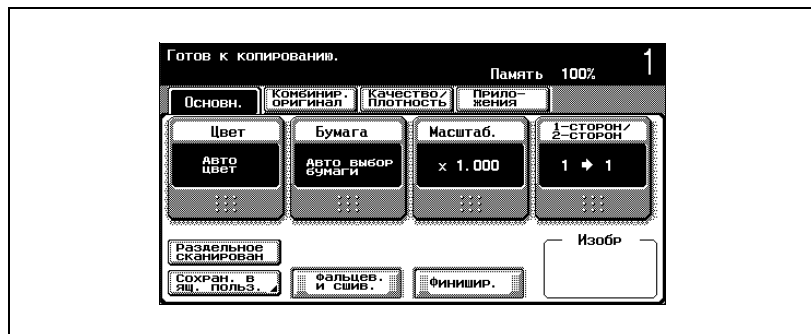 Готов к копированию.
Память 100% 1
Основн.
Комбинир.
оригинал
Качество/
плотность
Прило-
жения
Цвет
Бумага
Масштаб.
1-сторон/
2-сторон
Авто
цвет
Авто выбор
бумаги
x 1.000
1 → 1
Изобр
Раздельное
сканирован
Сохран. в
ящ. польз.
Фальцев.
и сшив.
Финишир.